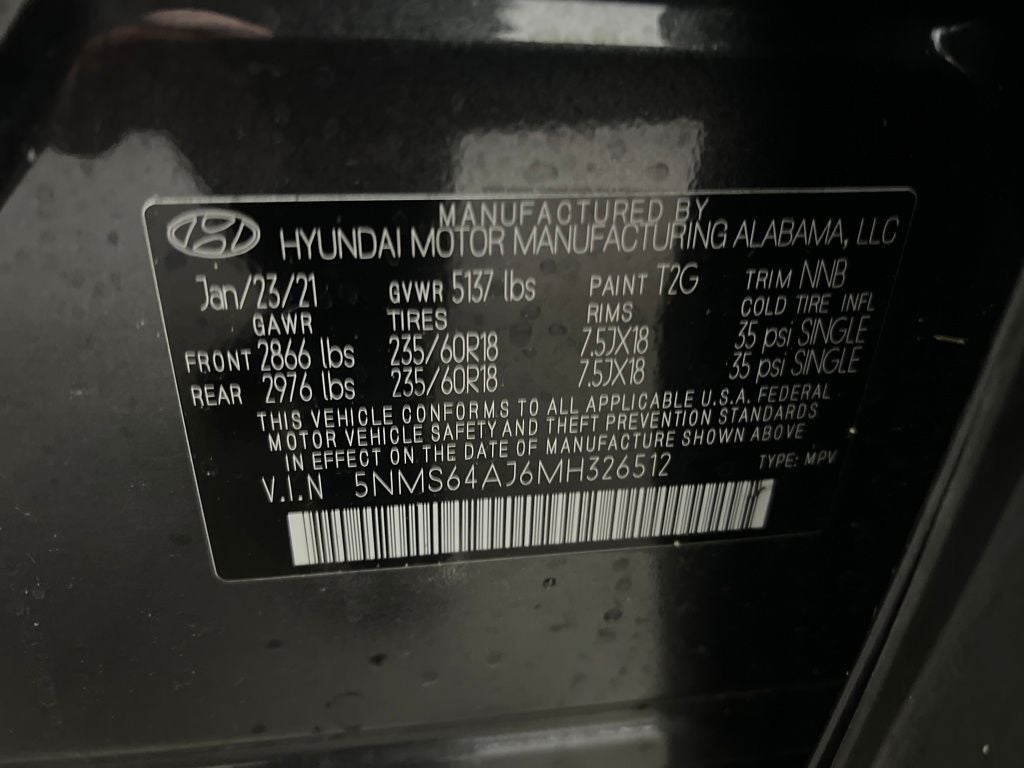 MANUFACTURED BY
HYUNDAI MOTOR MANUFACTURING ALABAMA, LLC
Jan/23/21 GVWR 5137 lbs PAINT T2G TRIM NNB
GAWR TIRES RIMS COLD TIRE INFL
FRONT 2866 lbs 235/60R18 7.5JX18 35 psi SINGLE
REAR 2976 lbs 235/60R18 7.5JX18 35 psi SINGLE
THIS VEHICLE CONFORMS TO ALL APPLICABLE U.S.A. FEDERAL
MOTOR VEHICLE SAFETY AND THEFT PREVENTION STANDARDS
IN EFFECT ON THE DATE OF MANUFACTURE SHOWN ABOVE
V.I.N 5NMS64AJ6MH326512 TYPE: MPV